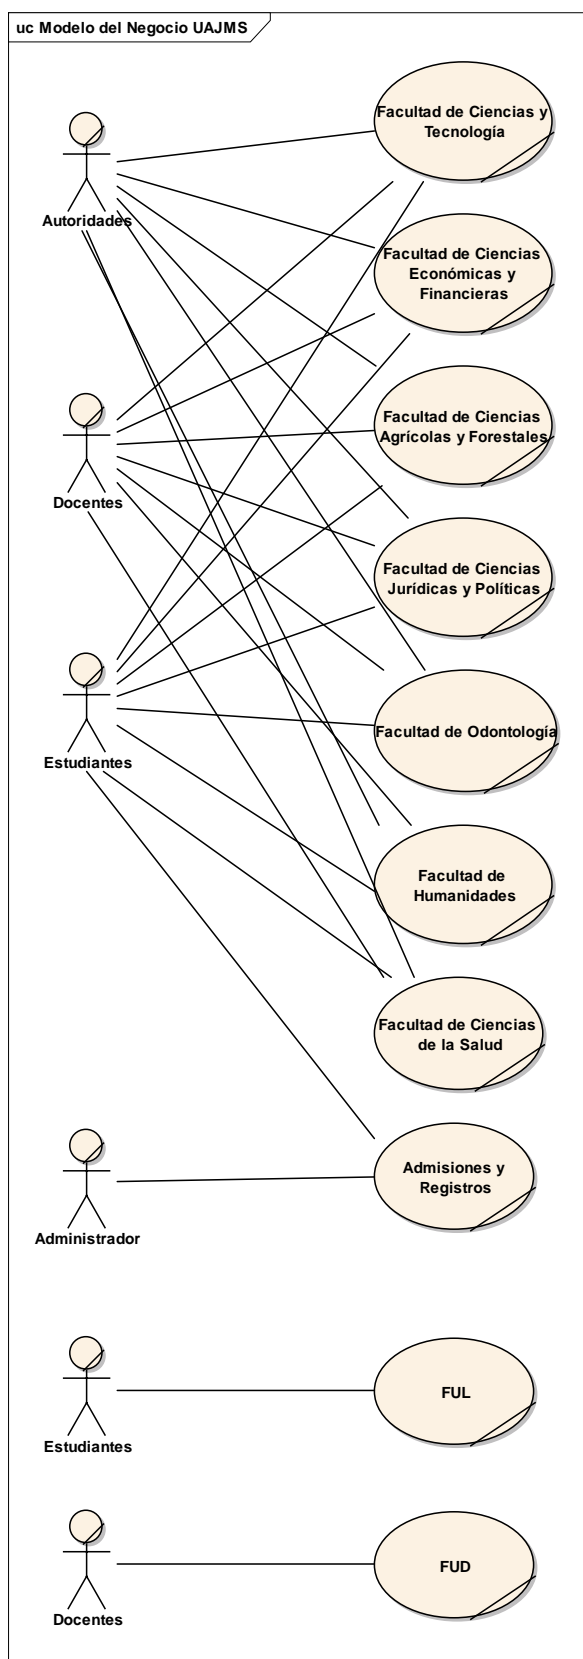 uc Modelo del Negocio UAJMS
Facultad de Ciencias y
Tecnología
Autoridades
Facultad de Ciencias
Económicas y
Financieras
Facultad de Ciencias
Agrícolas y Forestales
Docentes
Facultad de Ciencias
Jurídicas y Políticas
Facultad de Odontología
Estudiantes
Facultad de
Humanidades
Facultad de Ciencias
de la Salud
Admisiones y
Registros
Administrador
FUL
Estudiantes
FUD
Docentes